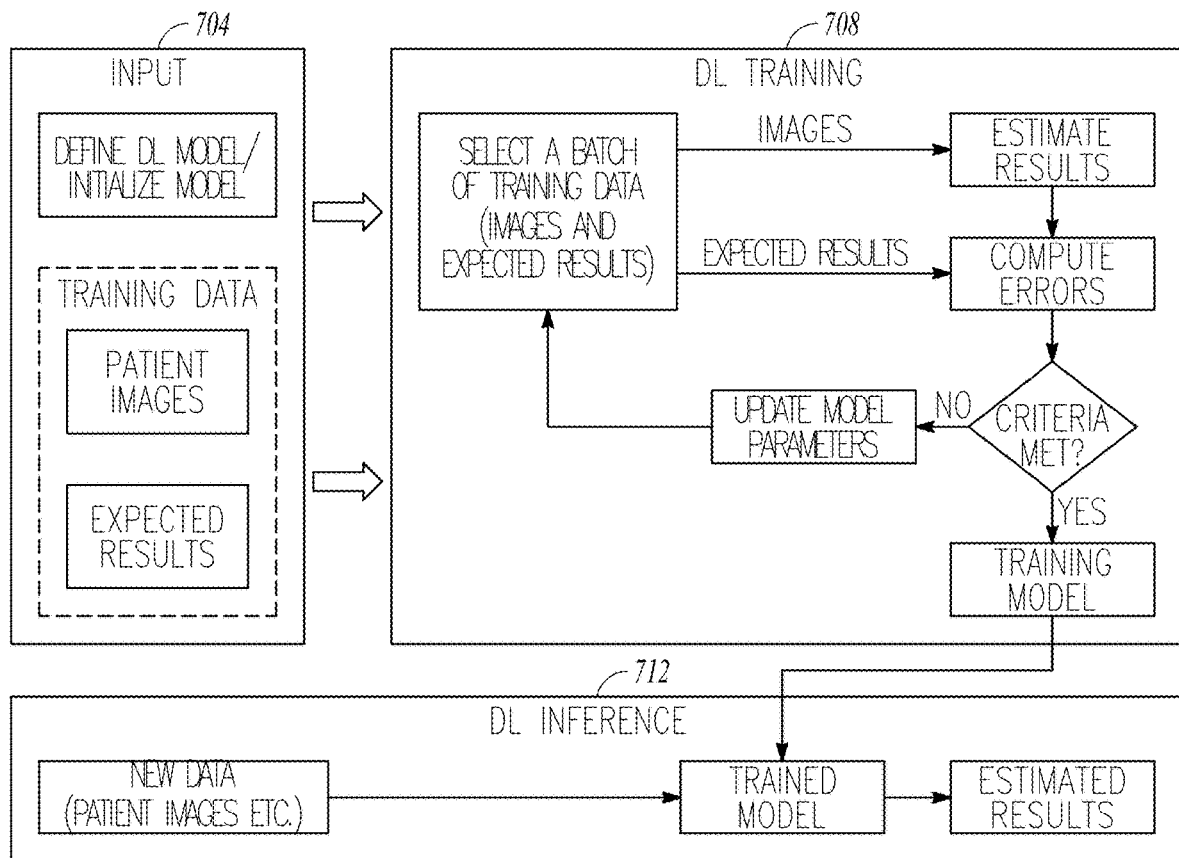 704
INPUT
DEFINE DL MODEL/
INITIALIZE MODEL
TRAINING DATA
PATIENT
IMAGES
EXPECTED
RESULTS
708
DL TRAINING
SELECT A BATCH
OF TRAINING DATA
(IMAGES AND
EXPECTED RESULTS)
IMAGES
ESTIMATE
RESULTS
EXPECTED RESULTS
COMPUTE
ERRORS
CRITERIA
MET?
NO
UPDATE MODEL
PARAMETERS
YES
TRAINING
MODEL
712
DL INFERENCE
NEW DATA
(PATIENT IMAGES ETC.)
TRAINED
MODEL
ESTIMATED
RESULTS